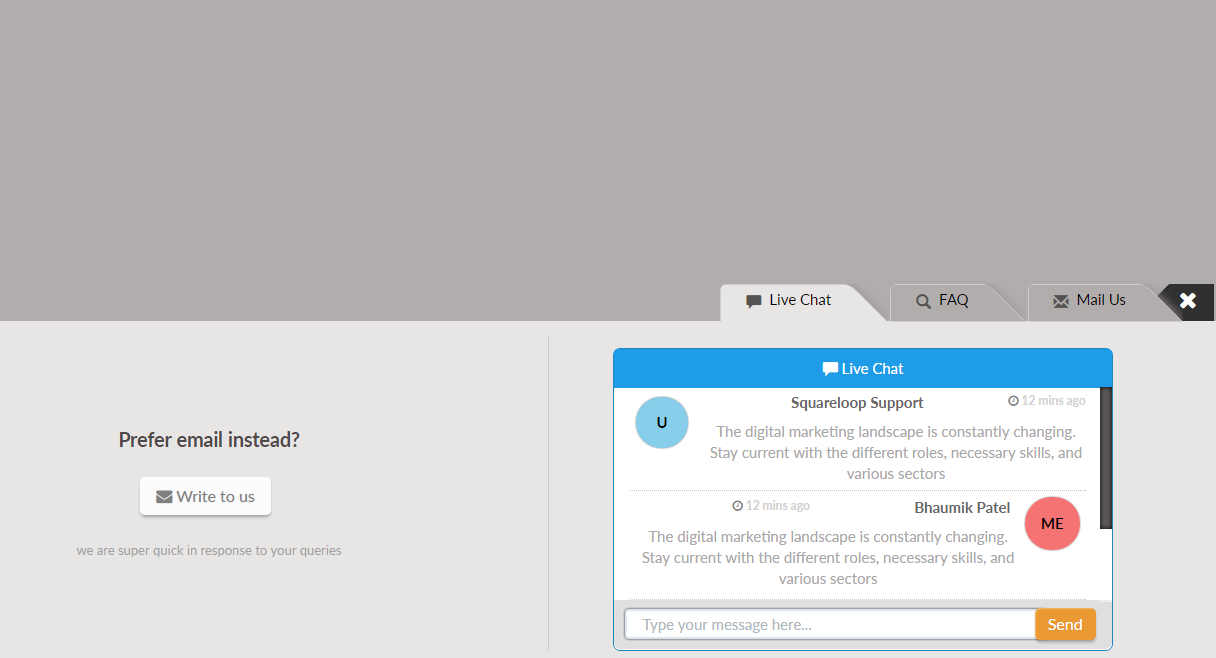 Live Chat
FAQ
Mail Us
Prefer email instead?
Write to us
we are super quick in response to your queries
Live Chat
U
Squareloop Support
12 mins ago
The digital marketing landscape is constantly changing.
Stay current with the different roles, necessary skills, and
various sectors
12 mins ago
Bhaumik Patel
ME
The digital marketing landscape is constantly changing.
Stay current with the different roles, necessary skills, and
various sectors
Type your message here...
Send